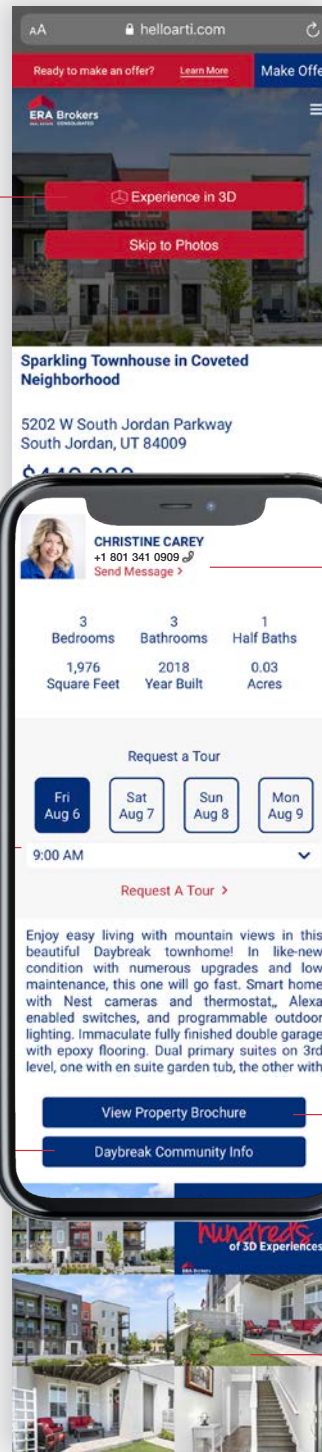 AA helloarti.com
Ready to make an offer? Learn More Make Offe
ERA Brokers
REAL ESTATE CONSOLIDATED
Experience in 3D
Skip to Photos
Sparkling Townhouse in Coveted
Neighborhood
5202 W South Jordan Parkway
South Jordan, UT 84009
CHRISTINE CAREY
+1 801 341 0909
Send Message >
3 3 1
Bedrooms Bathrooms Half Baths
1,976 2018 0.03
Square Feet Year Built Acres
Request a Tour
Fri Sat Sun Mon
Aug 6 Aug 7 Aug 8 Aug 9
9:00 AM
Request A Tour >
Enjoy easy living with mountain views in this
beautiful Daybreak townhome! In like-new
condition with numerous upgrades and low
maintenance, this one will go fast. Smart home
with Nest cameras and thermostat,, Alexa
enabled switches, and programmable outdoor
lighting. Immaculate fully finished double garage
with epoxy flooring. Dual primary suites on 3rd
level, one with en suite garden tub, the other with
View Property Brochure
Daybreak Community Info
Hundreds
of 3D Experiences
ERA Brokers